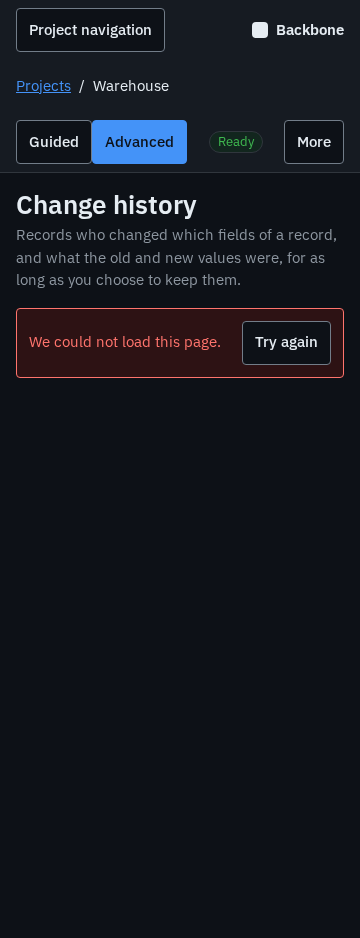 Project navigation
Backbone
Projects / Warehouse
Guided
Advanced
Ready
More
Change history
Records who changed which fields of a record,
and what the old and new values were, for as
long as you choose to keep them.
We could not load this page.
Try again